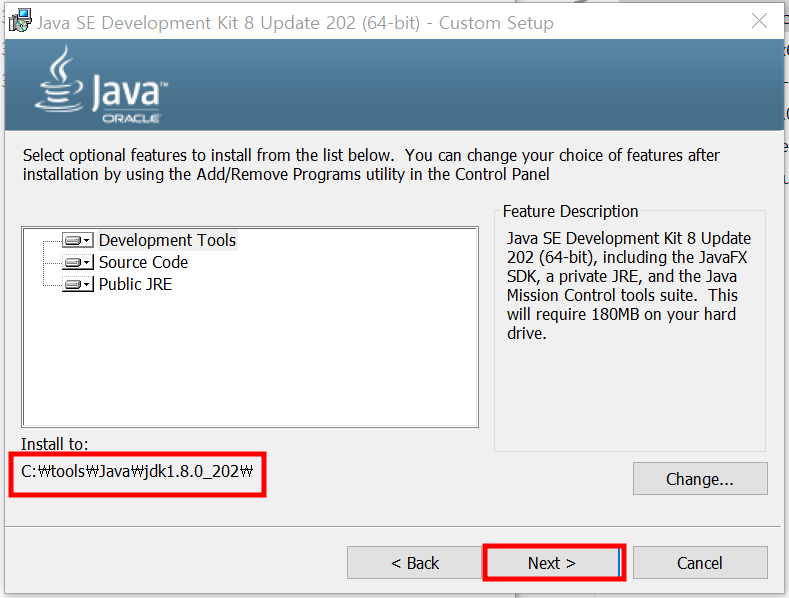 Java SE Development Kit 8 Update 202 (64-bit) - Custom Setup
Java™
ORACLE
Select optional features to install from the list below.  You can change your choice of features after
installation by using the Add/Remove Programs utility in the Control Panel
Development Tools
Source Code
Public JRE
Feature Description
Java SE Development Kit 8 Update
202 (64-bit), including the JavaFX
SDK, a private JRE, and the Java
Mission Control tools suite.  This
will require 180MB on your hard
drive.
Install to:
C:₩tools₩Java₩jdk1.8.0_202₩
Change...
< Back
Next >
Cancel